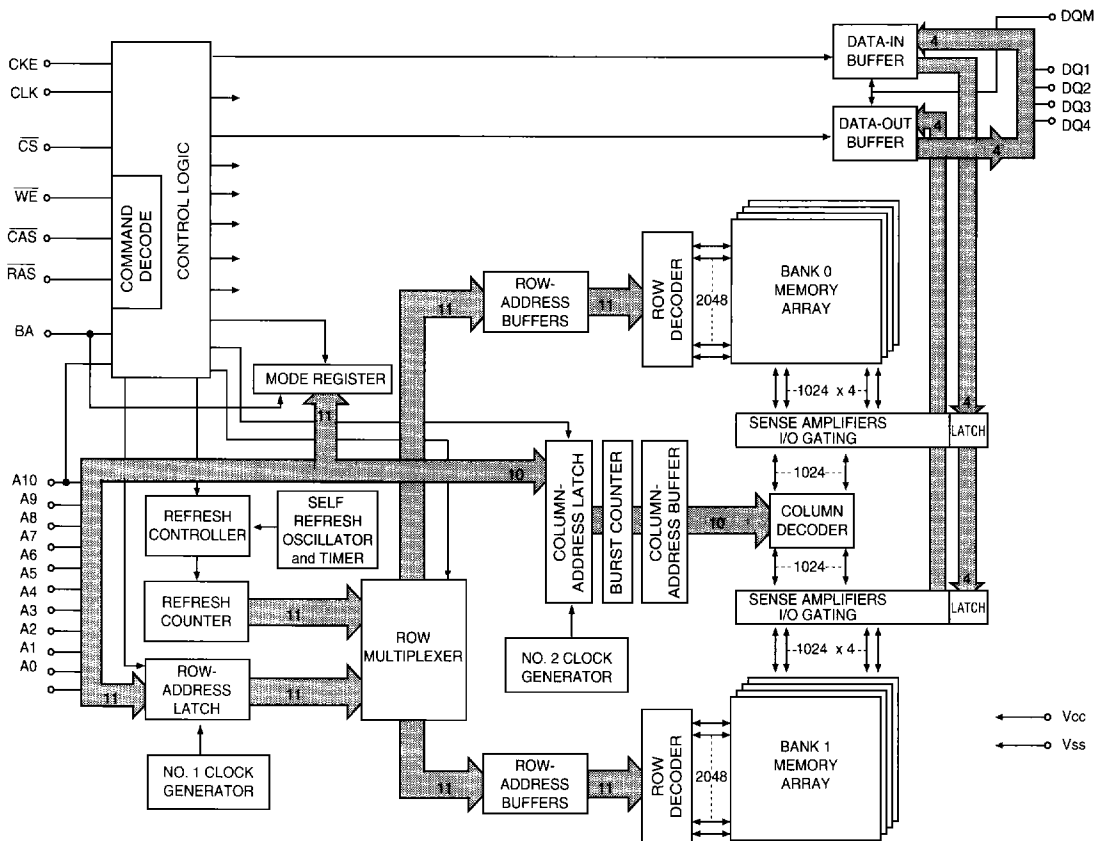 DQM
CKE
CLK
CS
WE
CAS
RAS
BA
COMMAND
DECODE
CONTROL LOGIC
DATA-IN
BUFFER
DATA-OUT
BUFFER
4
4
4
DQ1
DQ2
DQ3
DQ4
11
ROW-
ADDRESS
BUFFERS
11
ROW
DECODER
2048
BANK 0
MEMORY
ARRAY
MODE REGISTER
11
1024 x 4
4
SENSE AMPLIFIERS
I/O GATING
LATCH
A10
A9
A8
A7
A6
A5
A4
A3
A2
A1
A0
10
COLUMN-
ADDRESS LATCH
BURST COUNTER
COLUMN-
ADDRESS BUFFER
10
1024
COLUMN
DECODER
1024
REFRESH
CONTROLLER
SELF
REFRESH
OSCILLATOR
and TIMER
REFRESH
COUNTER
11
ROW
MULTIPLEXER
4
SENSE AMPLIFIERS
I/O GATING
LATCH
1024 x 4
11
ROW-
ADDRESS
LATCH
11
NO. 2 CLOCK
GENERATOR
NO. 1 CLOCK
GENERATOR
11
ROW-
ADDRESS
BUFFERS
11
ROW
DECODER
2048
BANK 1
MEMORY
ARRAY
Vcc
Vss